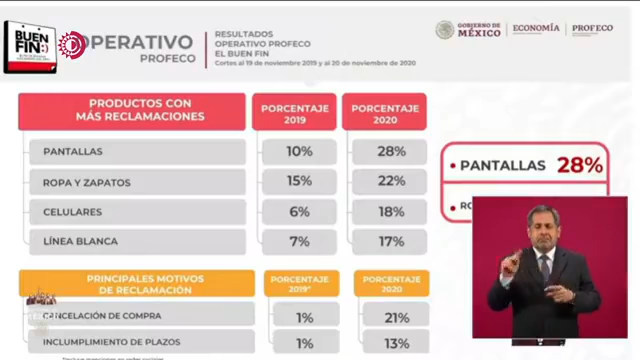 EL
BUEN
FIN
OPERATIVO
PROFECO
RESULTADOS
OPERATIVO PROFECO
EL BUEN FIN
Cortes al 19 de noviembre 2019 y al 20 de noviembre de 2020
GOBIERNO DE
MÉXICO
ECONOMÍA
PROFECO
PRODUCTOS CON
MÁS RECLAMACIONES
PORCENTAJE
2019
PORCENTAJE
2020
PANTALLAS 10% 28%
ROPA Y ZAPATOS 15% 22%
CELULARES 6% 18%
LÍNEA BLANCA 7% 17%
• PANTALLAS 28%
PRINCIPALES MOTIVOS
DE RECLAMACIÓN
PORCENTAJE
2019*
PORCENTAJE
2020
CANCELACIÓN DE COMPRA 1% 21%
INCLUMPLIMIENTO DE PLAZOS 1% 13%